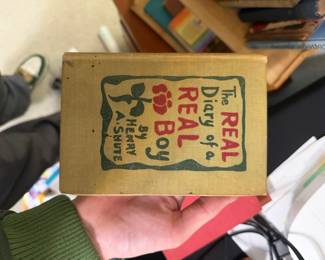 The REAL
Diary of a
REAL
Boy
BY
HENRY
A. SHUTE